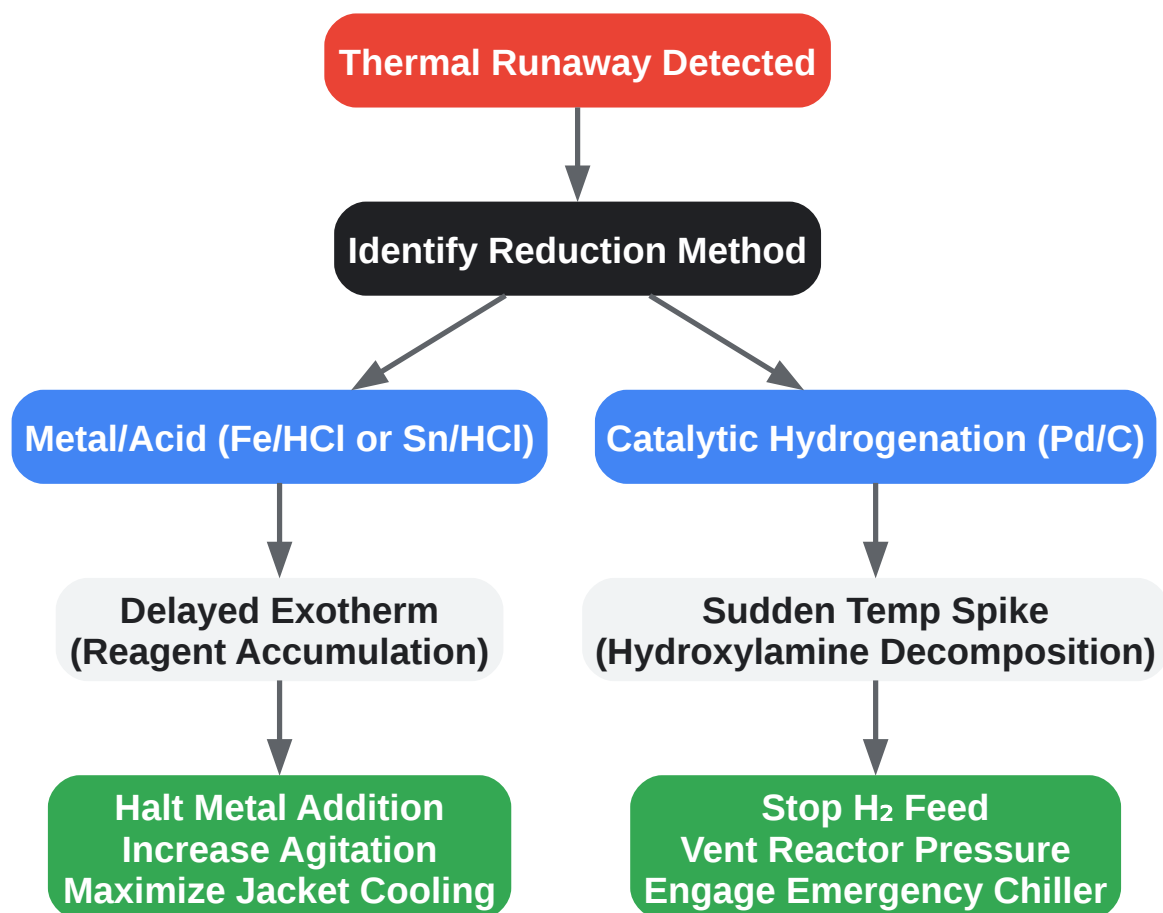 Thermal Runaway Detected
Identify Reduction Method
Metal/Acid (Fe/HCl or Sn/HCl)
Catalytic Hydrogenation (Pd/C)
Delayed Exotherm
(Reagent Accumulation)
Sudden Temp Spike
(Hydroxylamine Decomposition)
Halt Metal Addition
Increase Agitation
Maximize Jacket Cooling
Stop H₂ Feed
Vent Reactor Pressure
Engage Emergency Chiller